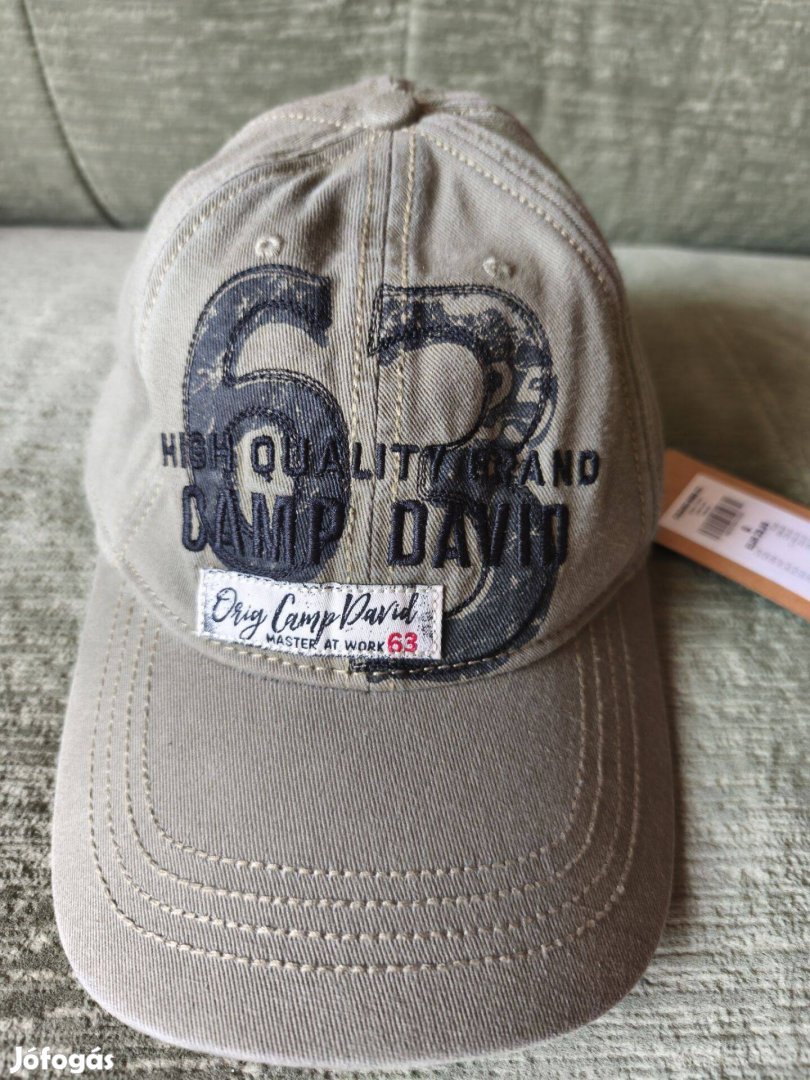 63
HIGH QUALITY BRAND
CAMP DAVID
Orig Camp David
MASTER AT WORK 63
Jófogás